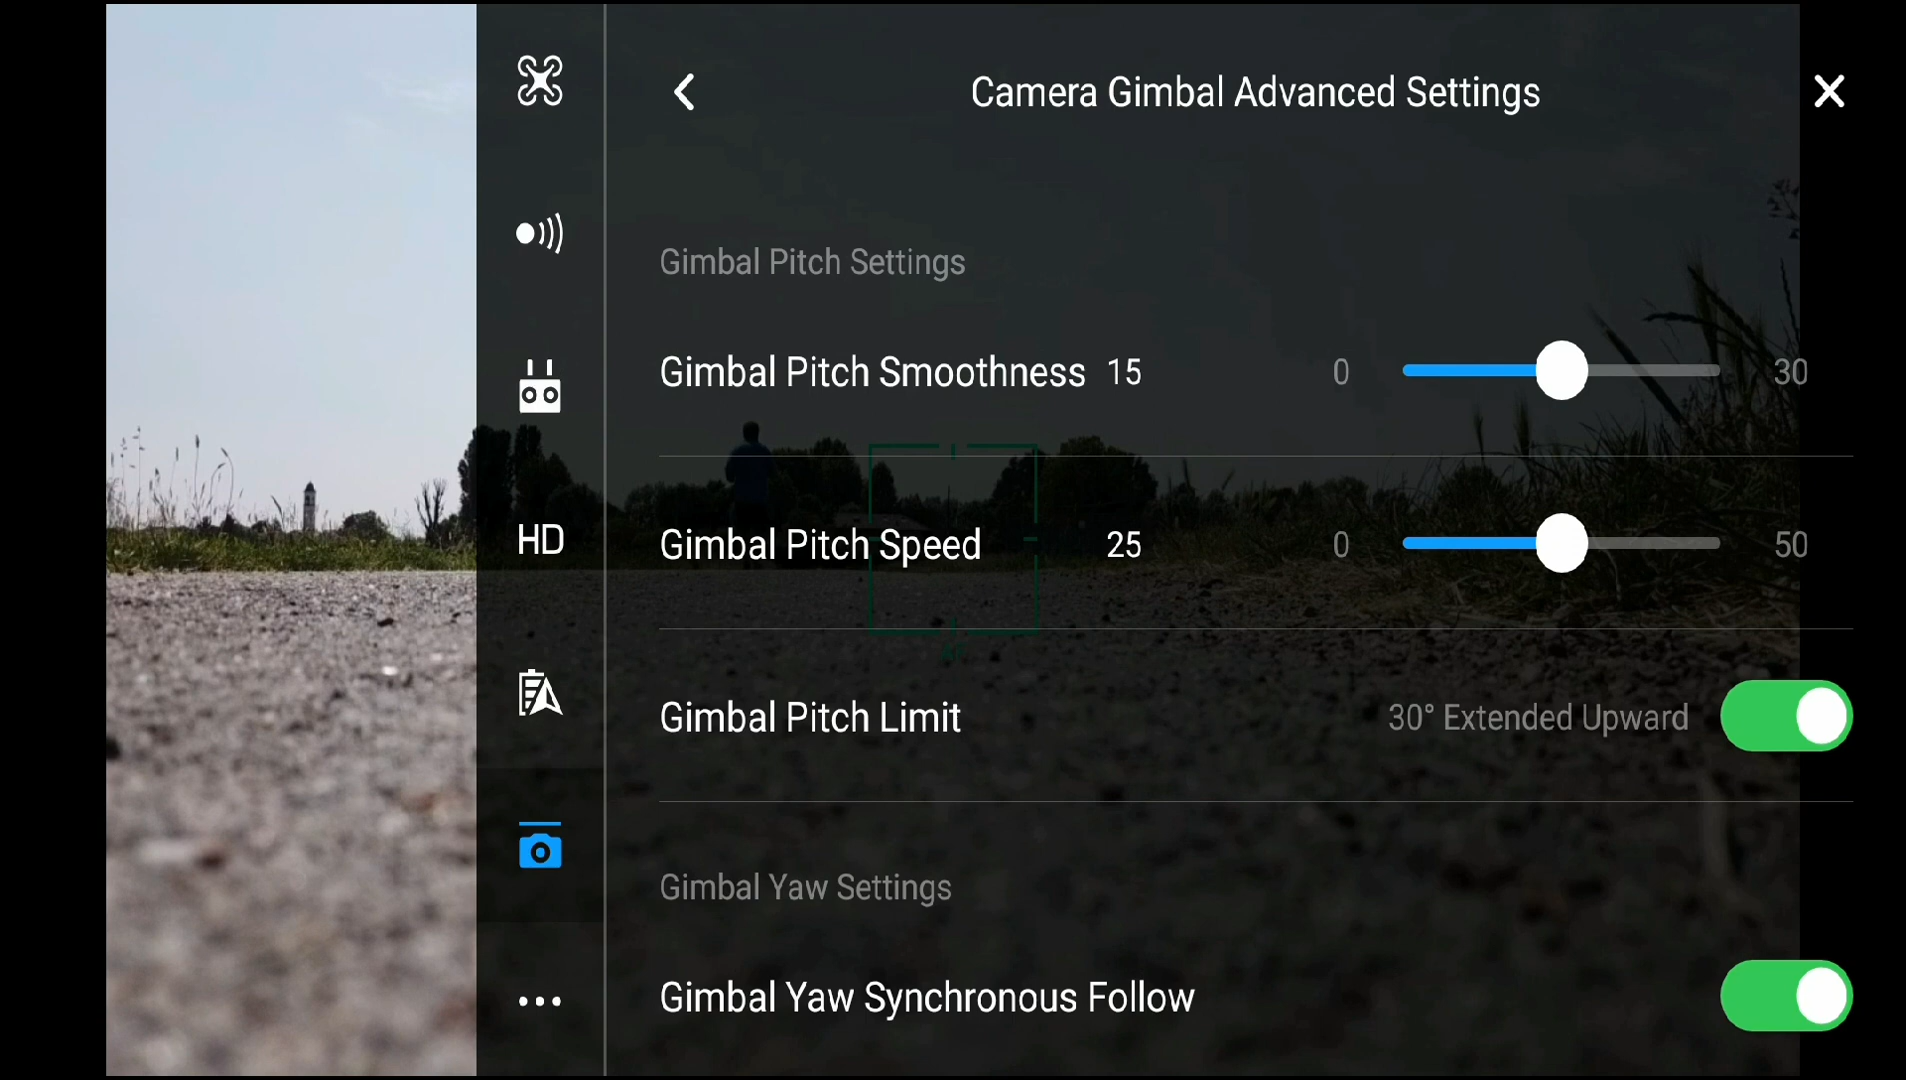 Camera Gimbal Advanced Settings
Gimbal Pitch Settings
Gimbal Pitch Smoothness 15 0 30
HD
Gimbal Pitch Speed 25 0 50
Gimbal Pitch Limit 30° Extended Upward
Gimbal Yaw Settings
Gimbal Yaw Synchronous Follow